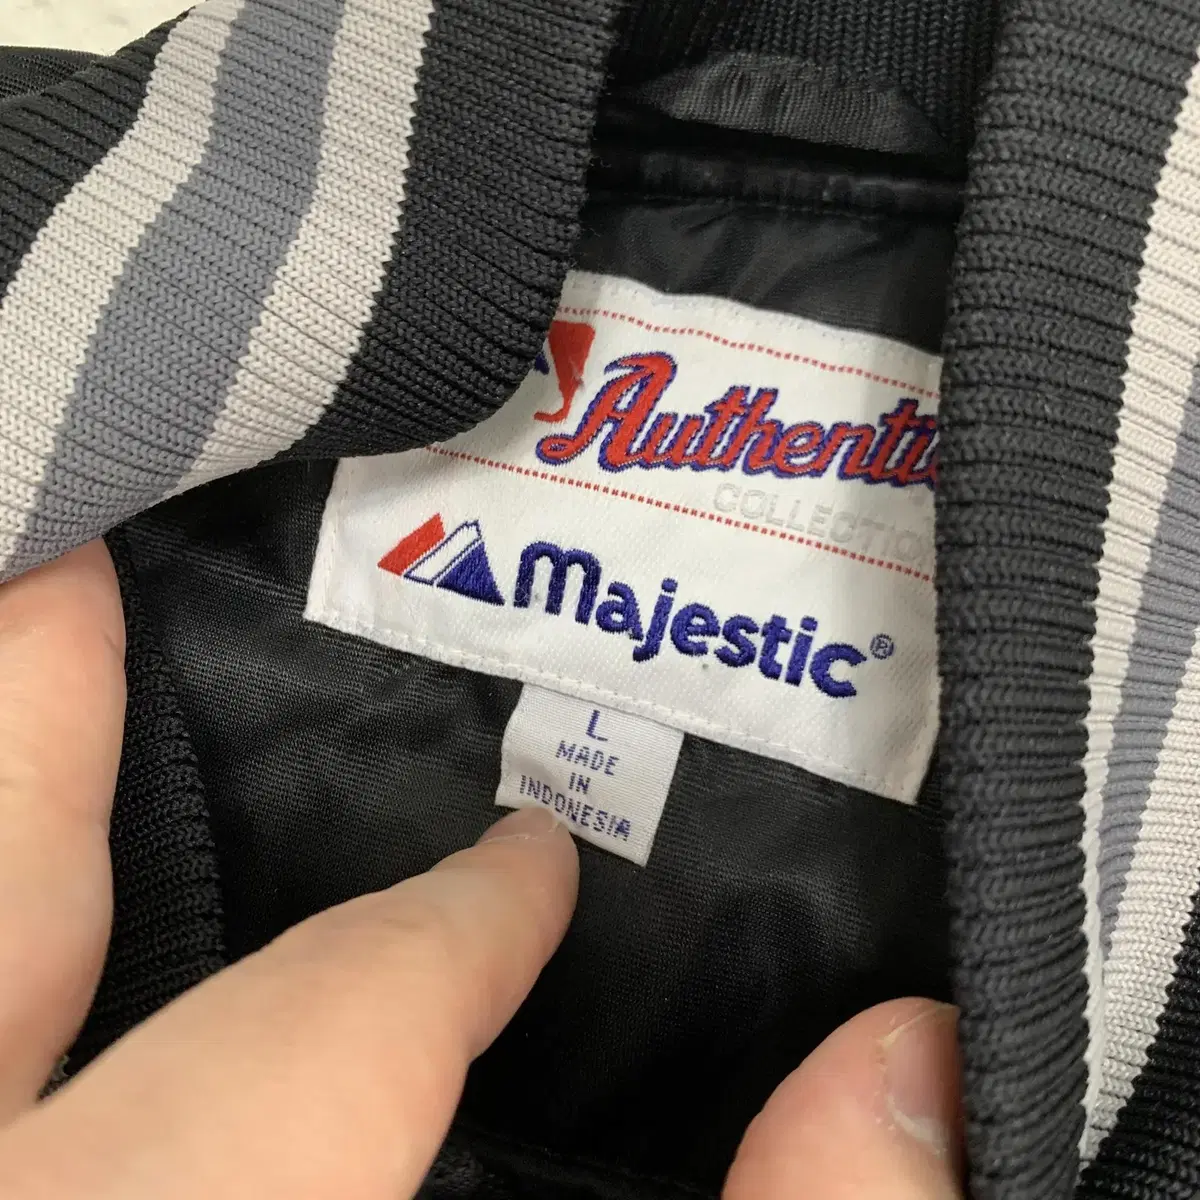 Authentic
COLLECTION
Majestic®
L
MADE
IN
INDONESIA